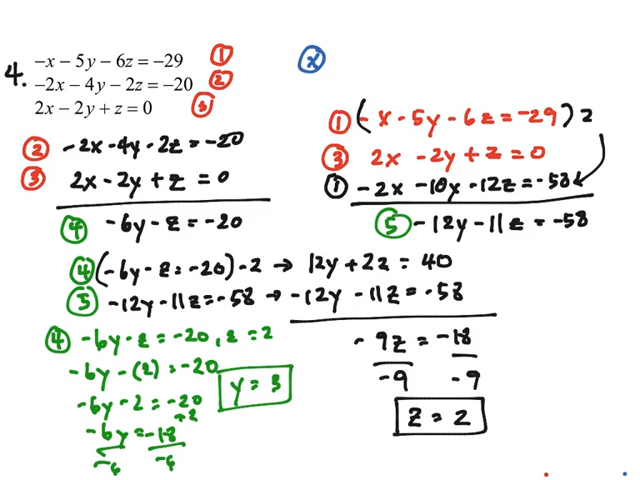 4.
-x - 5y - 6z = -29 ①
-2x - 4y - 2z = -20 ②
2x - 2y + z = 0 ③
ⓧ
② -2x - 4y - 2z = -20
③ 2x - 2y + z = 0
④ -6y - z = -20
① (-x - 5y - 6z = -29) 2
③ 2x - 2y + z = 0
① -2x - 10y - 12z = -58
⑤ -12y - 11z = -58
④ (-6y - z = -20) -2 → 12y + 2z = 40
⑤ -12y - 11z = -58 → -12y - 11z = -58
-9z = -18
-9 -9
z = 2
④ -6y - z = -20, z = 2
-6y - (2) = -20
-6y - 2 = -20
+2
-6y = -18
-6 -6
y = 3